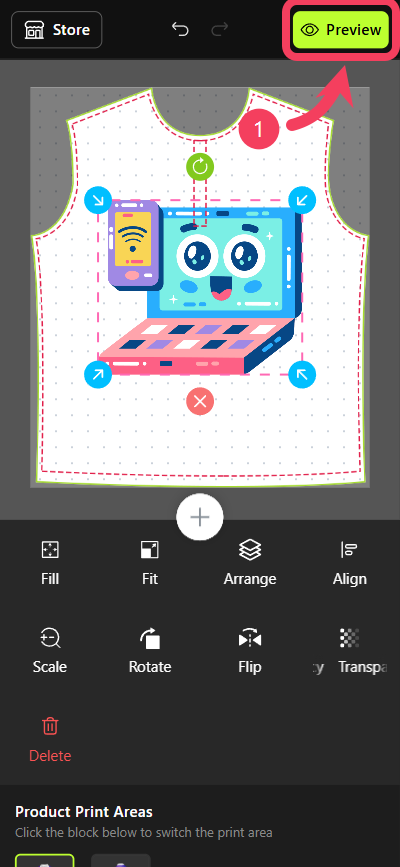 Store
Preview
1
Fill
Fit
Arrange
Align
Scale
Rotate
Flip
cy Transpa
Delete
Product Print Areas
Click the block below to switch the print area